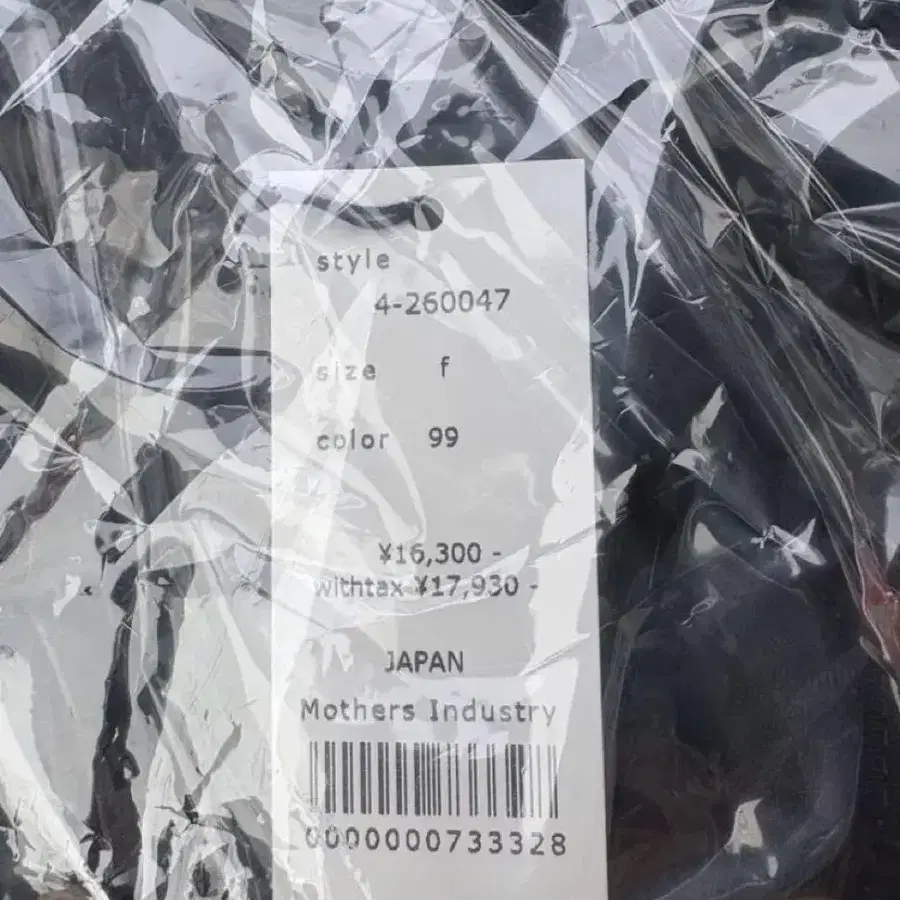 style
4-260047
size f
color 99
¥16,300 -
withtax ¥17,930 -
JAPAN
Mothers Industry
0000000733328